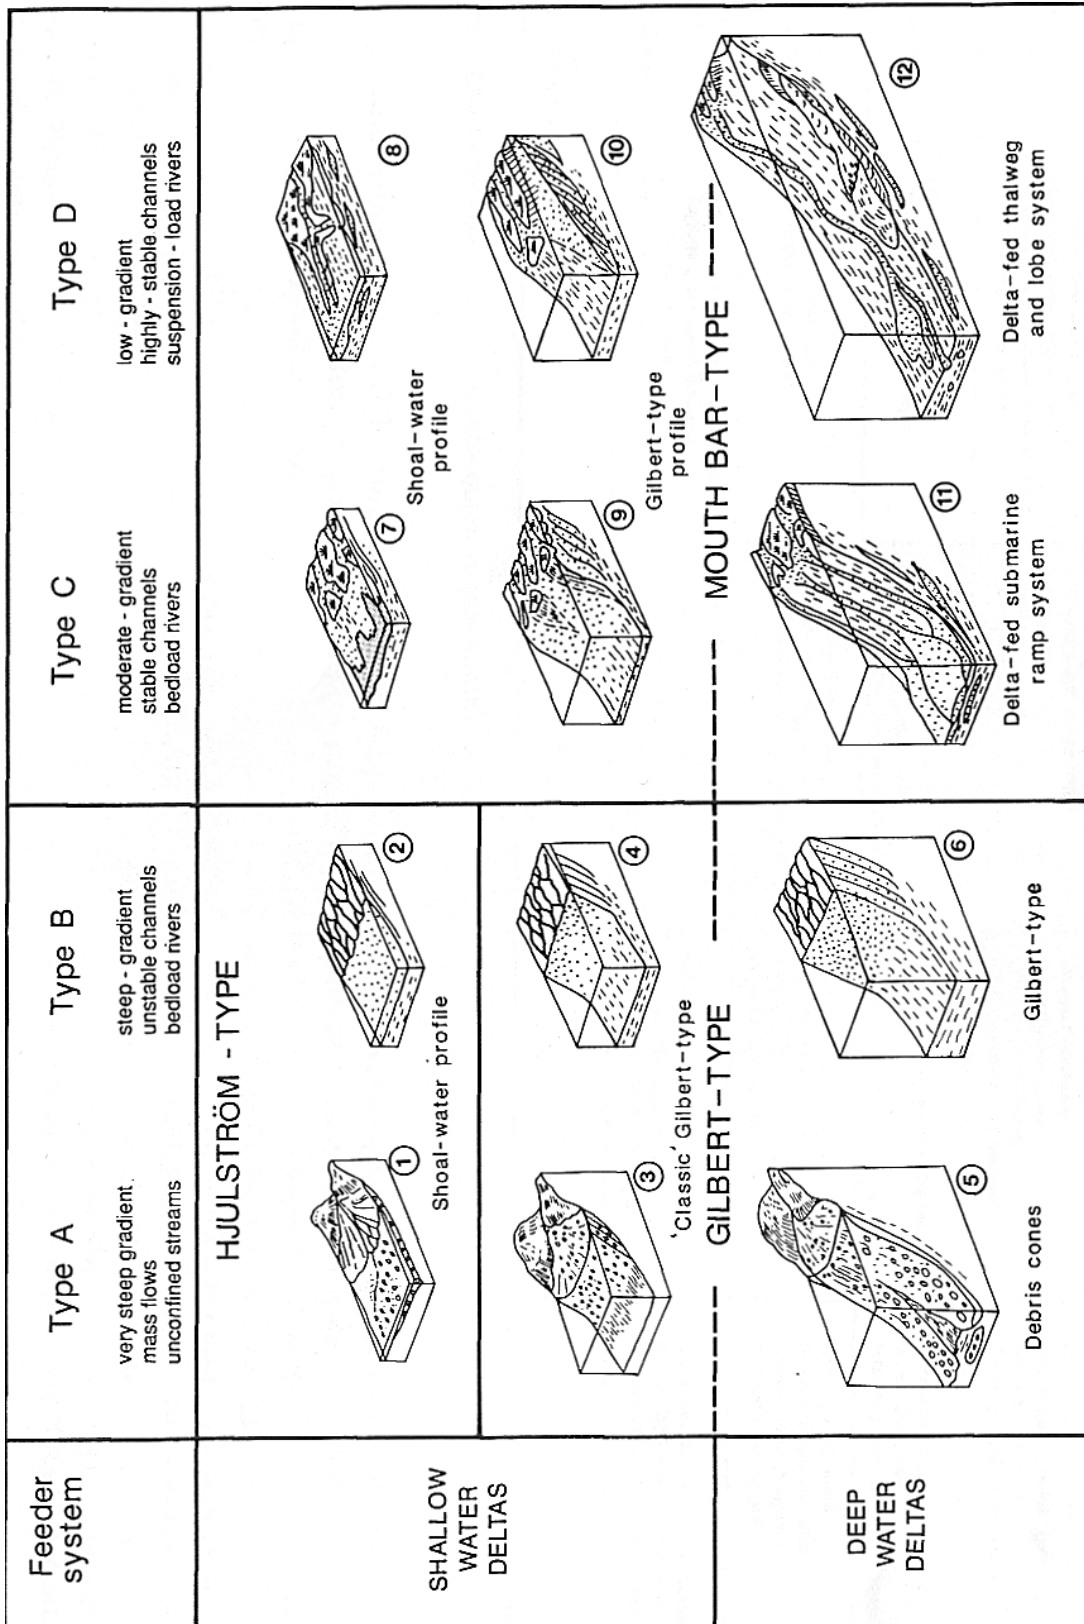 Feeder
system
Type A
very steep gradient
mass flows
unconfined streams
Type B
steep - gradient
unstable channels
bedload rivers
Type C
moderate - gradient
stable channels
bedload rivers
Type D
low - gradient
highly - stable channels
suspension - load rivers
SHALLOW
WATER
DELTAS
HJULSTRÖM - TYPE
1
2
Shoal-water profile
7
Shoal-water
profile
8
3
'Classic' Gilbert-type
4
9
Gilbert-type
profile
10
GILBERT-TYPE
MOUTH BAR-TYPE
DEEP
WATER
DELTAS
5
Debris cones
6
Gilbert-type
11
Delta-fed submarine
ramp system
12
Delta-fed thalweg
and lobe system